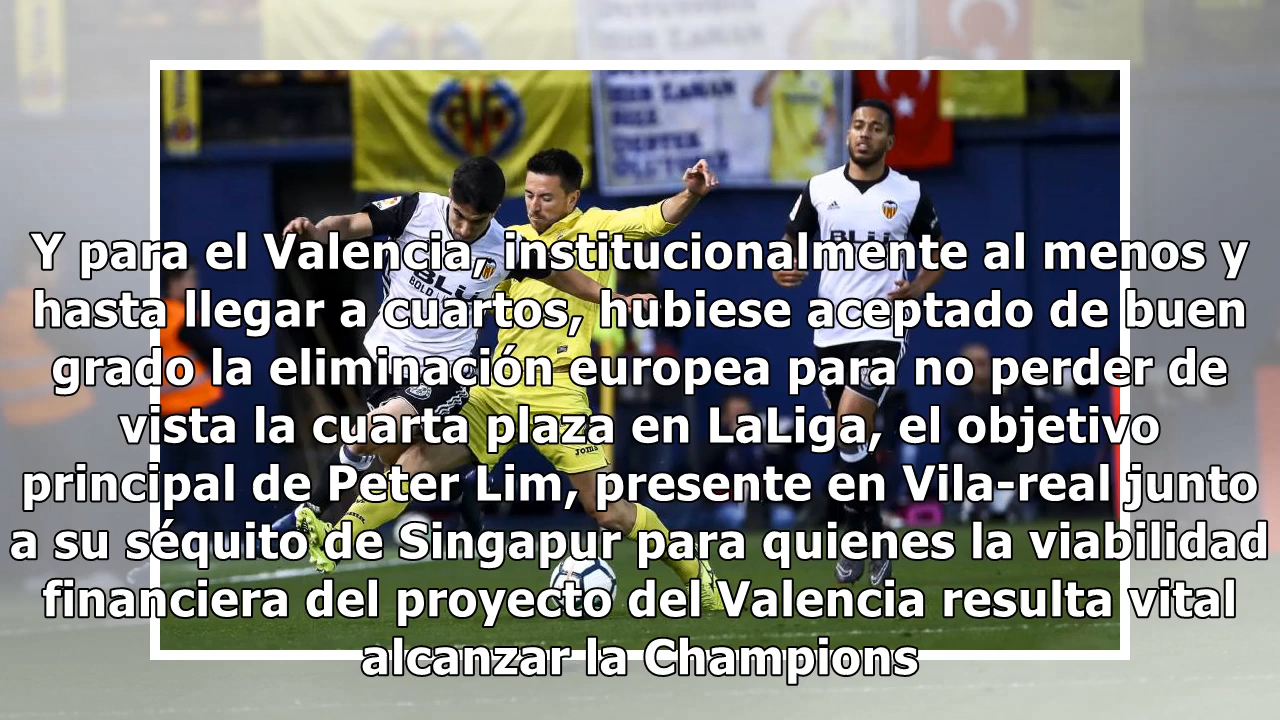 Y para el Valencia, institucionalmente al menos y
hasta llegar a cuartos, hubiese aceptado de buen
grado la eliminación europea para no perder de
vista la cuarta plaza en LaLiga, el objetivo
principal de Peter Lim, presente en Vila-real junto
a su séquito de Singapur para quienes la viabilidad
financiera del proyecto del Valencia resulta vital
alcanzar la Champions